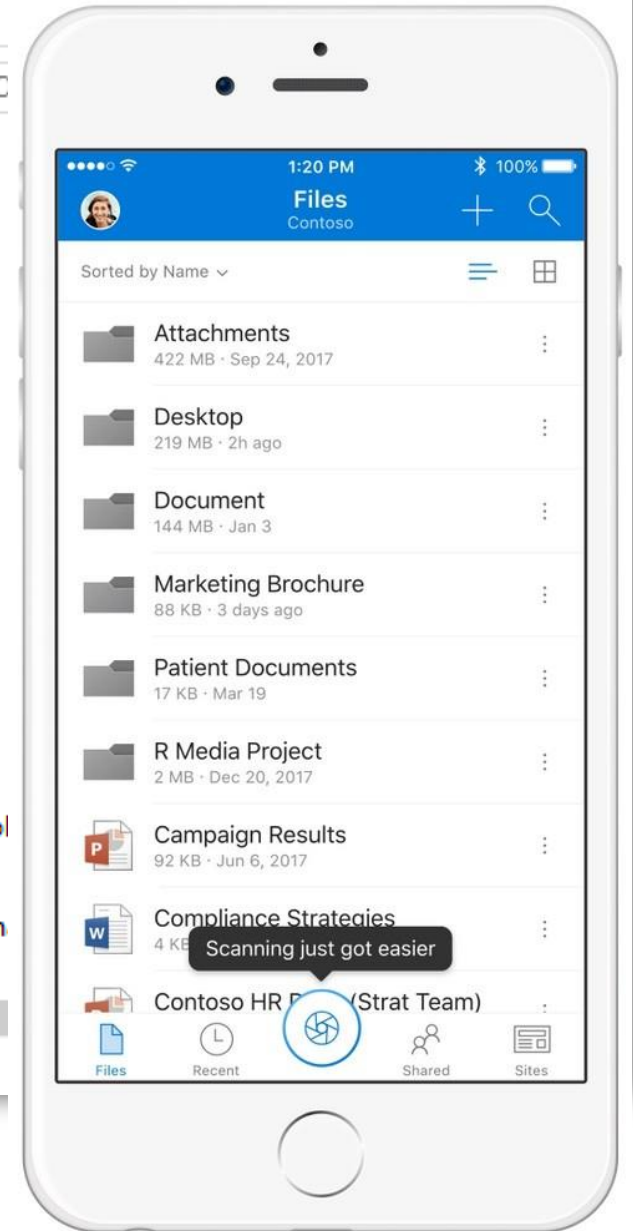 1:20 PM
100%
Files
Contoso
Sorted by Name
Attachments
422 MB · Sep 24, 2017
Desktop
219 MB · 2h ago
Document
144 MB · Jan 3
Marketing Brochure
88 KB · 3 days ago
Patient Documents
17 KB · Mar 19
R Media Project
2 MB · Dec 20, 2017
P
Campaign Results
92 KB · Jun 6, 2017
W
Compliance Strategies
4 KB
Scanning just got easier
Contoso HR (Strat Team)
Files
Recent
Shared
Sites